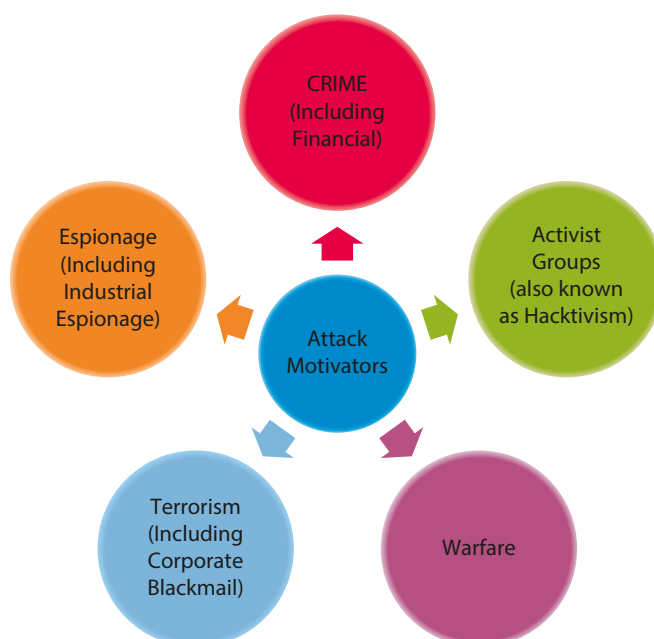 CRIME
(Including
Financial)
Espionage
(Including
Industrial
Espionage)
Activist
Groups
(also known
as Hacktivism)
Attack
Motivators
Terrorism
(Including
Corporate
Blackmail)
Warfare